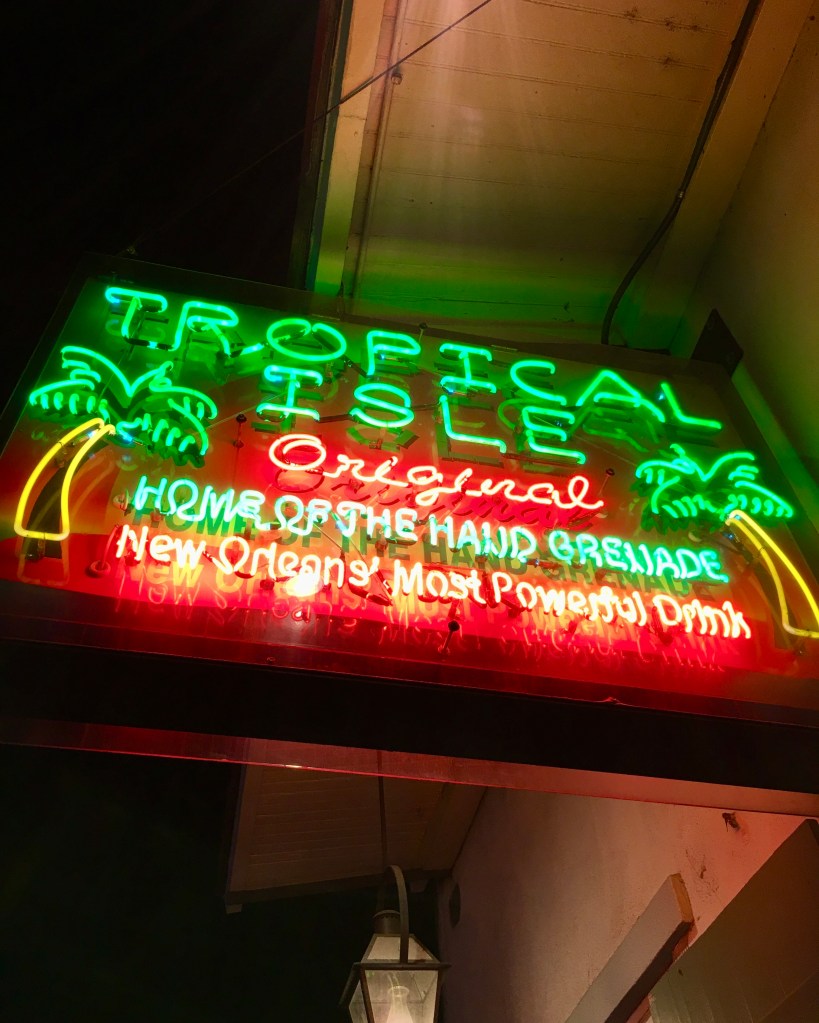 TROPICAL
ISLE
Original
HOME OF THE HAND GRENADE
New Orleans' Most Powerful Drink